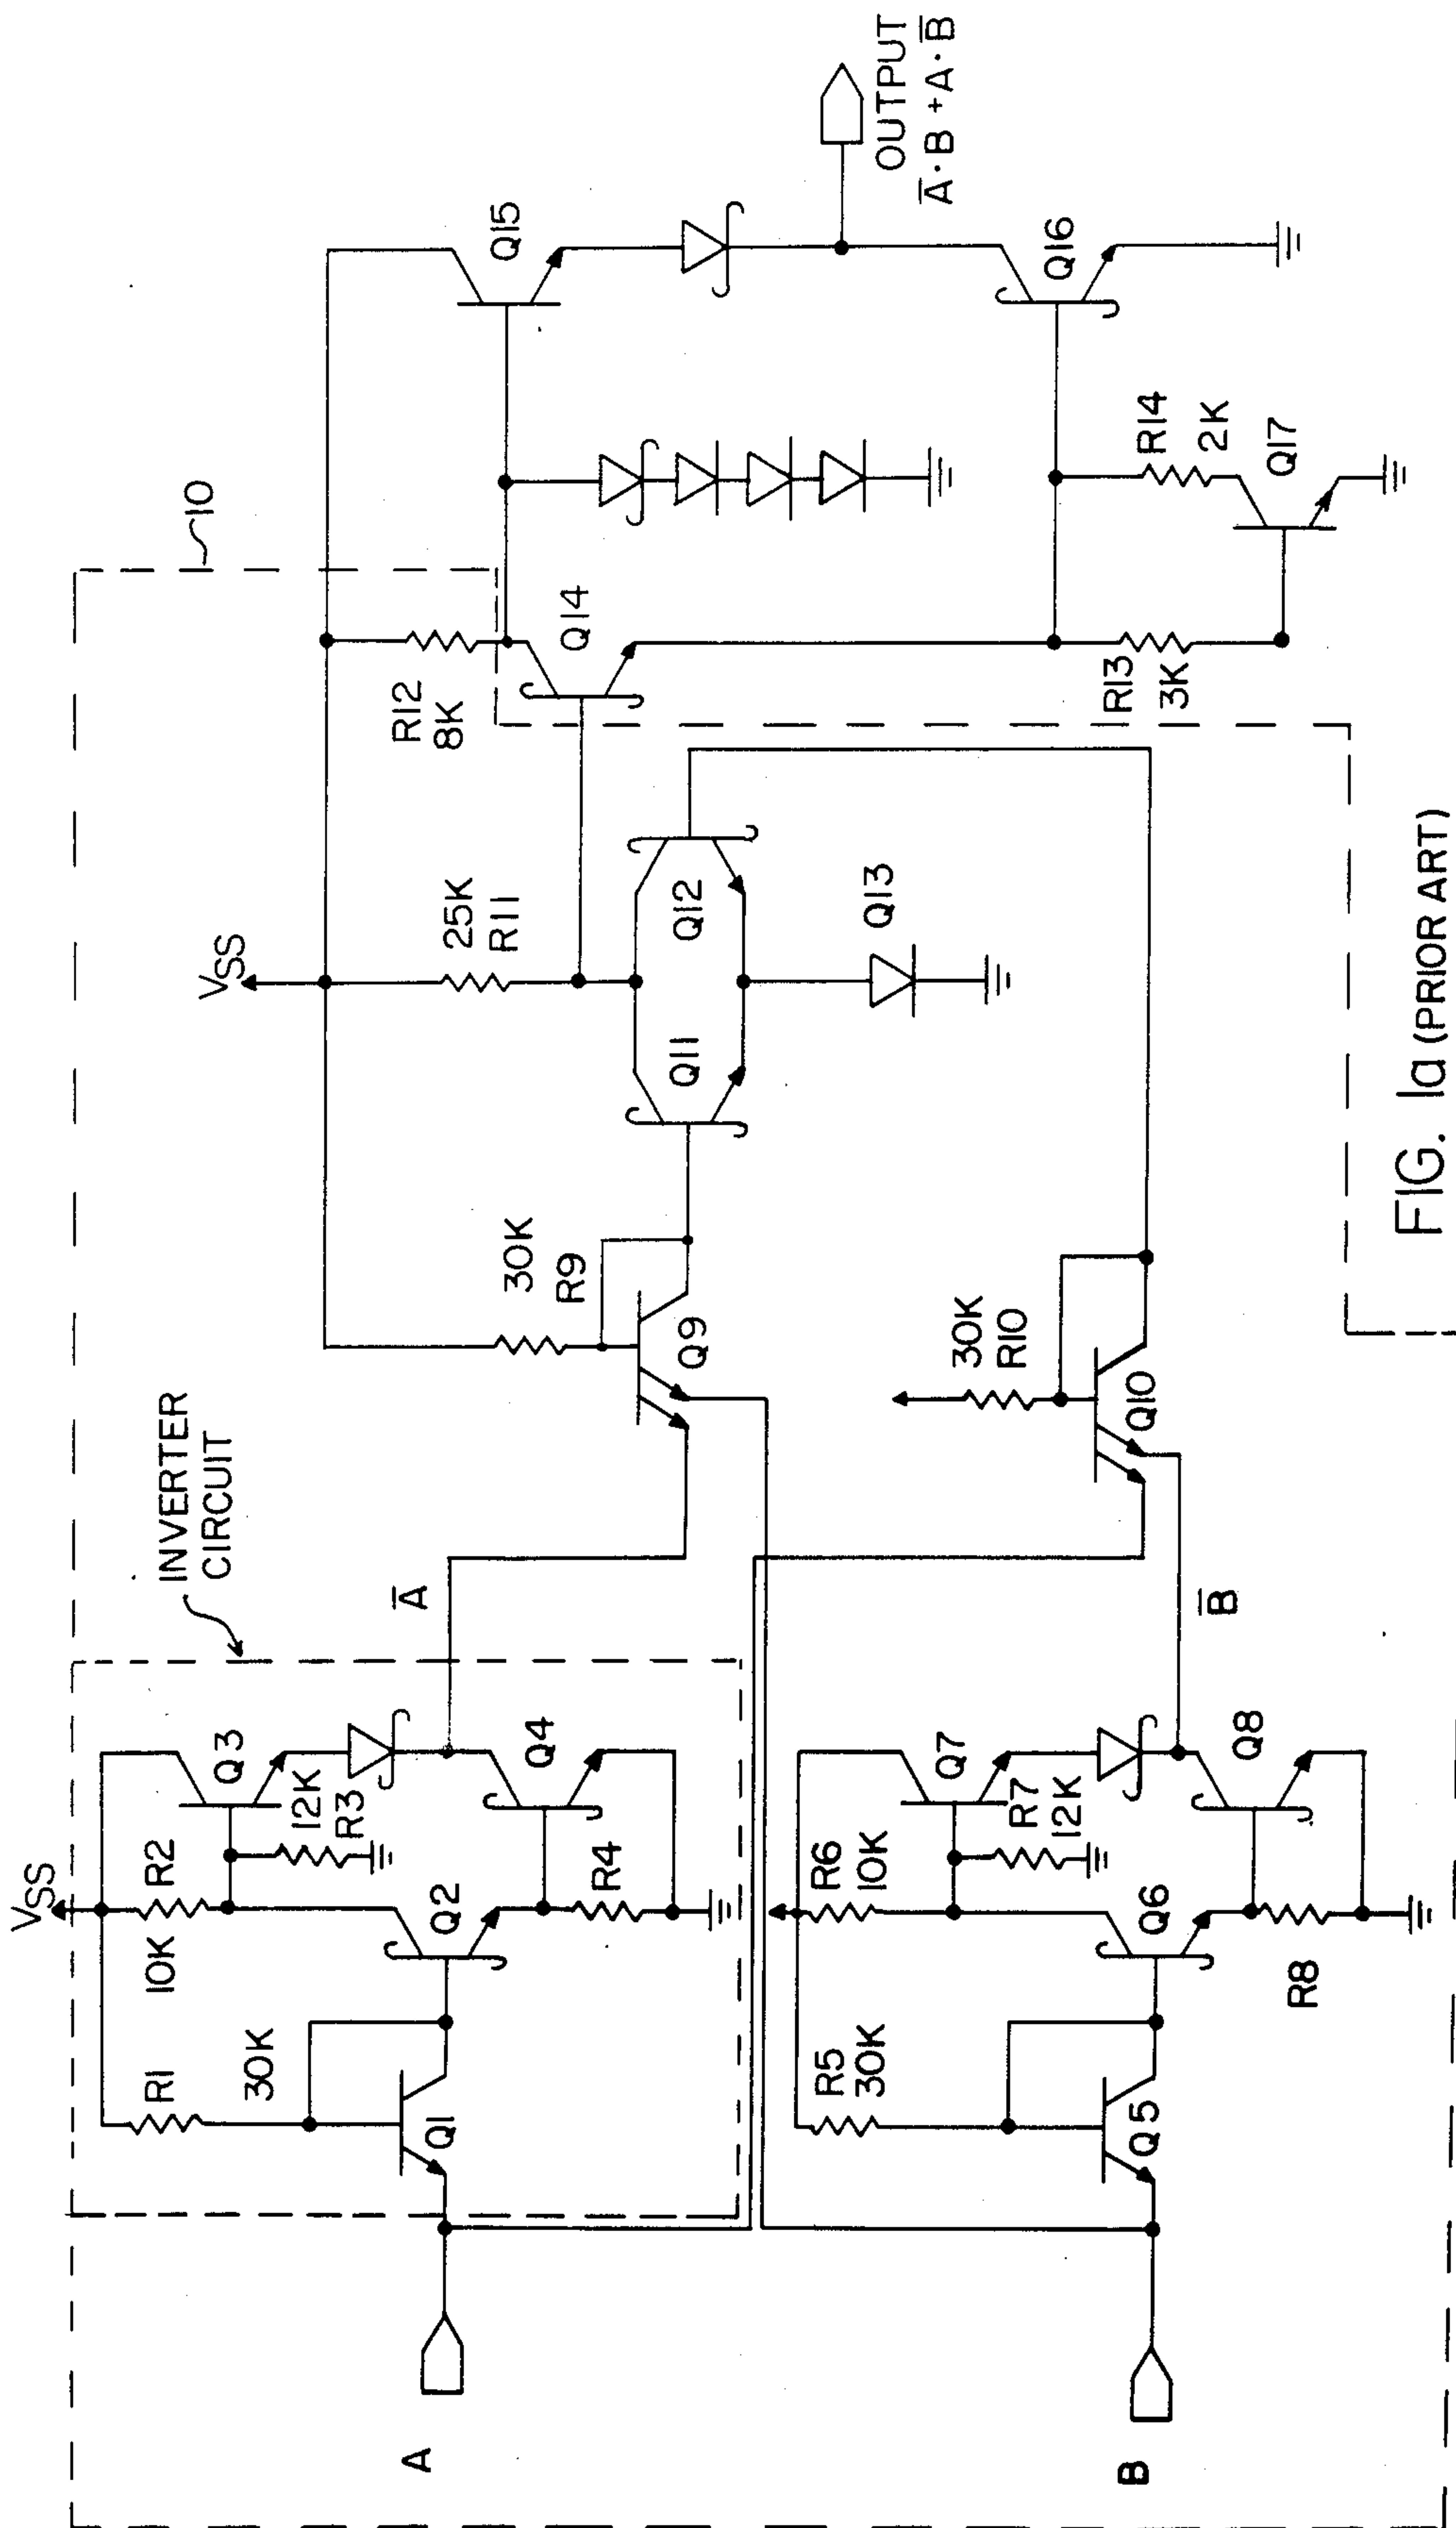 VSS
VSS
INVERTER
CIRCUIT
10
R1
30K
10K
R2
Q3
12K
R3
Q1
Q2
R4
Q4
A
A̅
30K
R9
Q9
25K
R11
Q11
Q12
Q13
R12
8K
Q14
Q15
OUTPUT
A̅·B + A·B̅
Q16
R14
2K
Q17
R13
3K
R5
30K
R6
10K
Q7
R7
12K
Q5
Q6
R8
Q8
B
B̅
30K
R10
Q10
FIG. 1a (PRIOR ART)